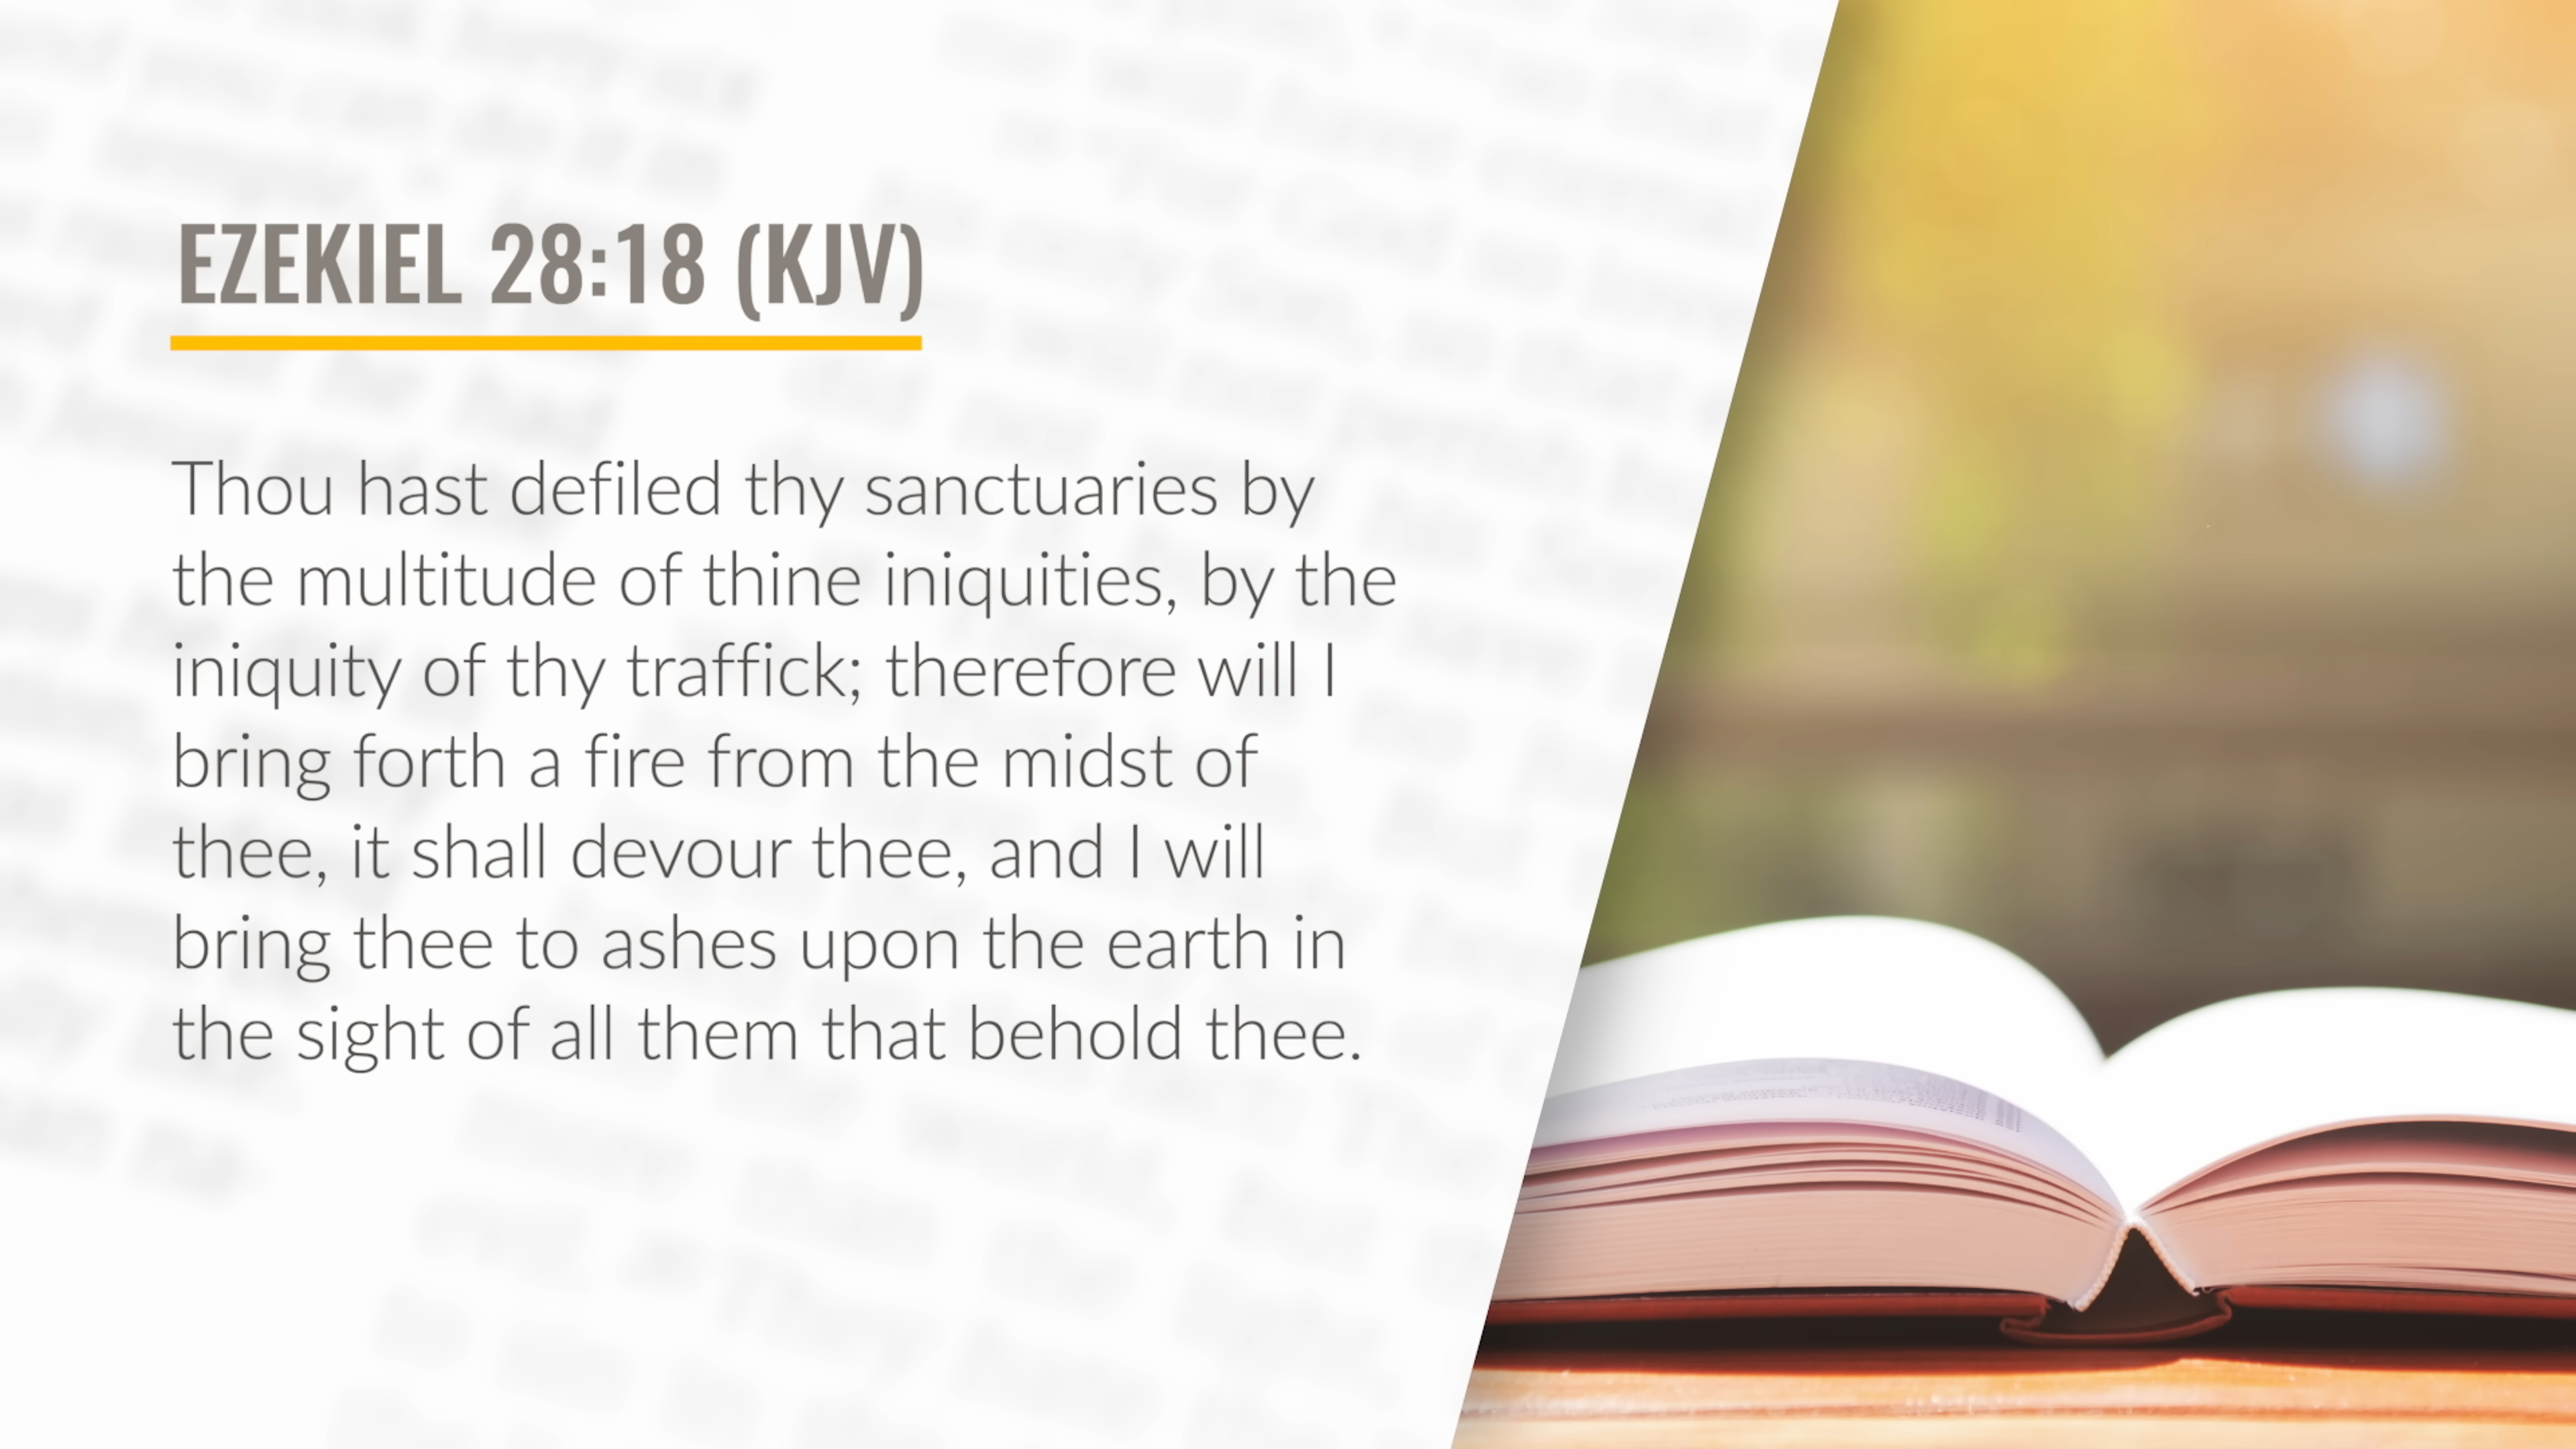 EZEKIEL 28:18 (KJV)
Thou hast defiled thy sanctuaries by
the multitude of thine iniquities, by the
iniquity of thy traffick; therefore will I
bring forth a fire from the midst of
thee, it shall devour thee, and I will
bring thee to ashes upon the earth in
the sight of all them that behold thee.